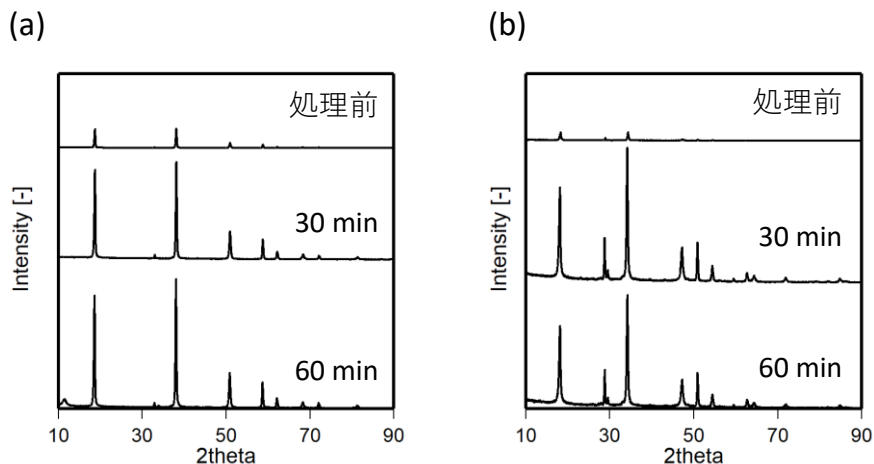 (a)
処理前
30 min
60 min
Intensity [-]
10 30 50 70 90
2theta
(b)
処理前
30 min
60 min
Intensity [-]
10 30 50 70 90
2theta